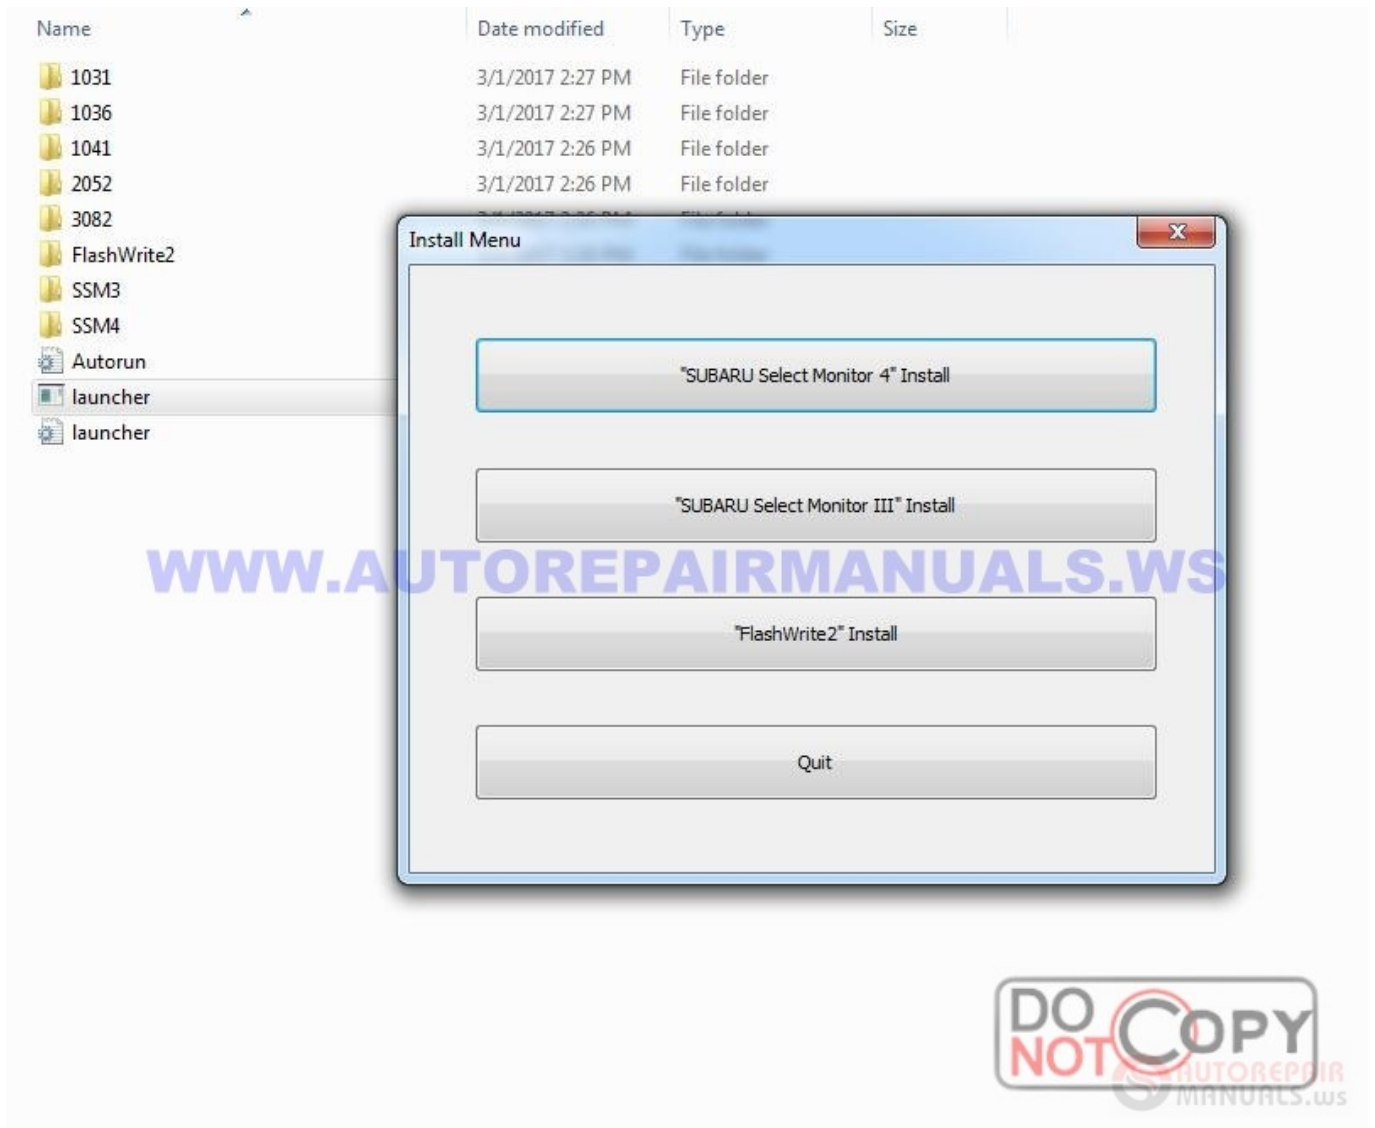 Name Date modified Type Size
1031 3/1/2017 2:27 PM File folder
1036 3/1/2017 2:27 PM File folder
1041 3/1/2017 2:26 PM File folder
2052 3/1/2017 2:26 PM File folder
3082
Install Menu
FlashWrite2
SSM3
SSM4
Autorun
"SUBARU Select Monitor 4" Install
launcher
launcher
"SUBARU Select Monitor III" Install
WWW.AUTOREPAIRMANUALS.WS
"FlashWrite2" Install
Quit
DO NOT COPY
AUTOREPAIR
MANUALS.ws